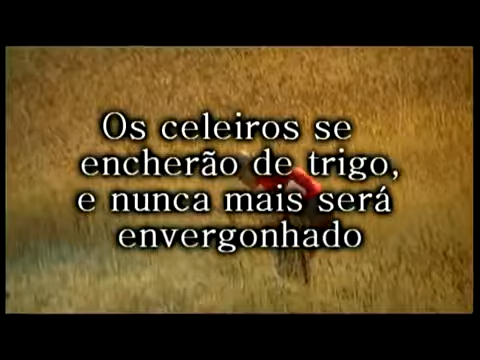 Os celeiros se
encherão de trigo,
e nunca mais será
envergonhado